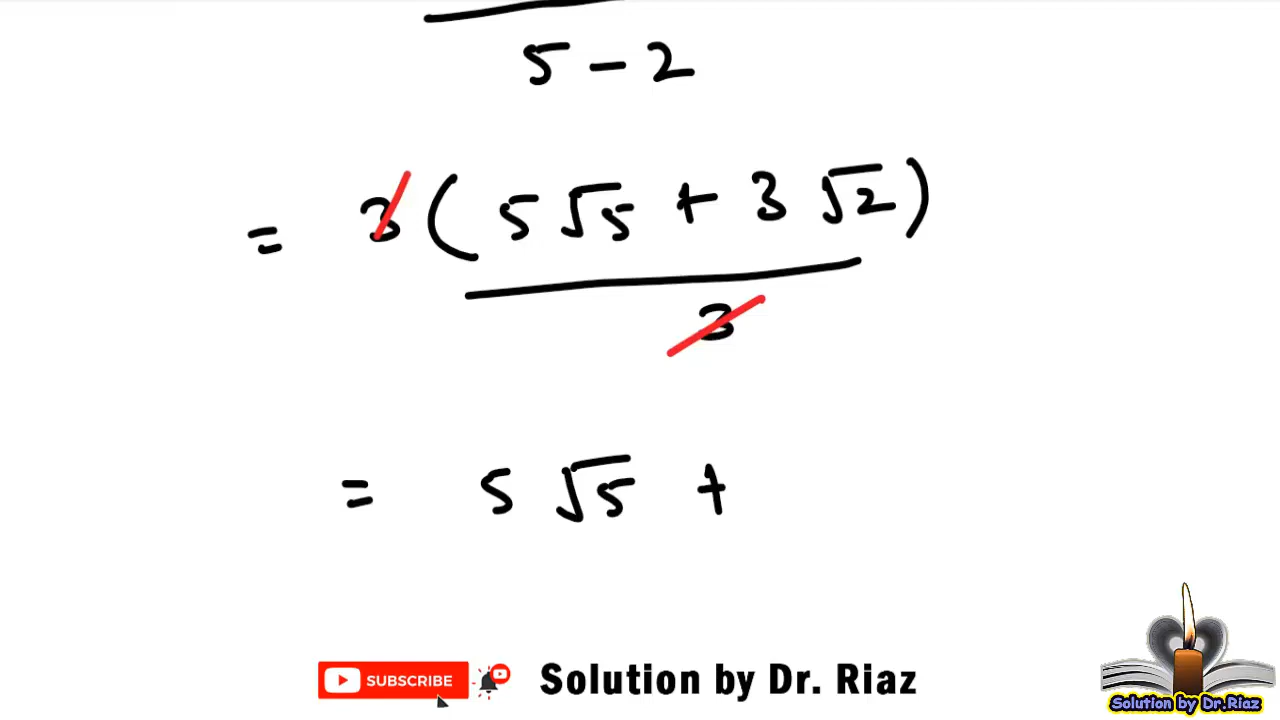 5 - 2
= 3 ( 5 √5 + 3 √2 )
3
= 5 √5 +
SUBSCRIBE Solution by Dr. Riaz
Solution by Dr.Riaz